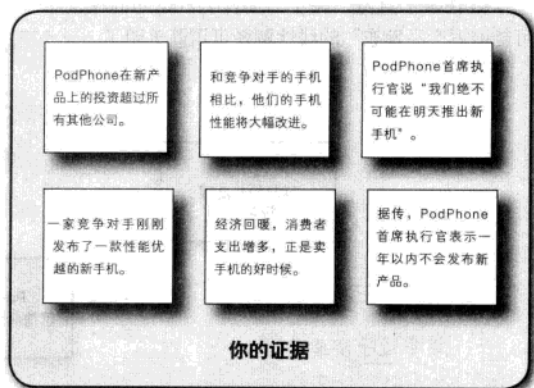 PodPhone在新产
品上的投资超过所
有其他公司。
和竞争对手的手机
相比，他们的手机
性能将大幅改进。
PodPhone首席执
行官说“我们绝不
可能在明天推出新
手机”。
一家竞争对手刚刚
发布了一款性能优
越的新手机。
经济回暖，消费者
支出增多，正是卖
手机的好时候。
据传，PodPhone
首席执行官表示一
年以内不会发布新
产品。
你的证据